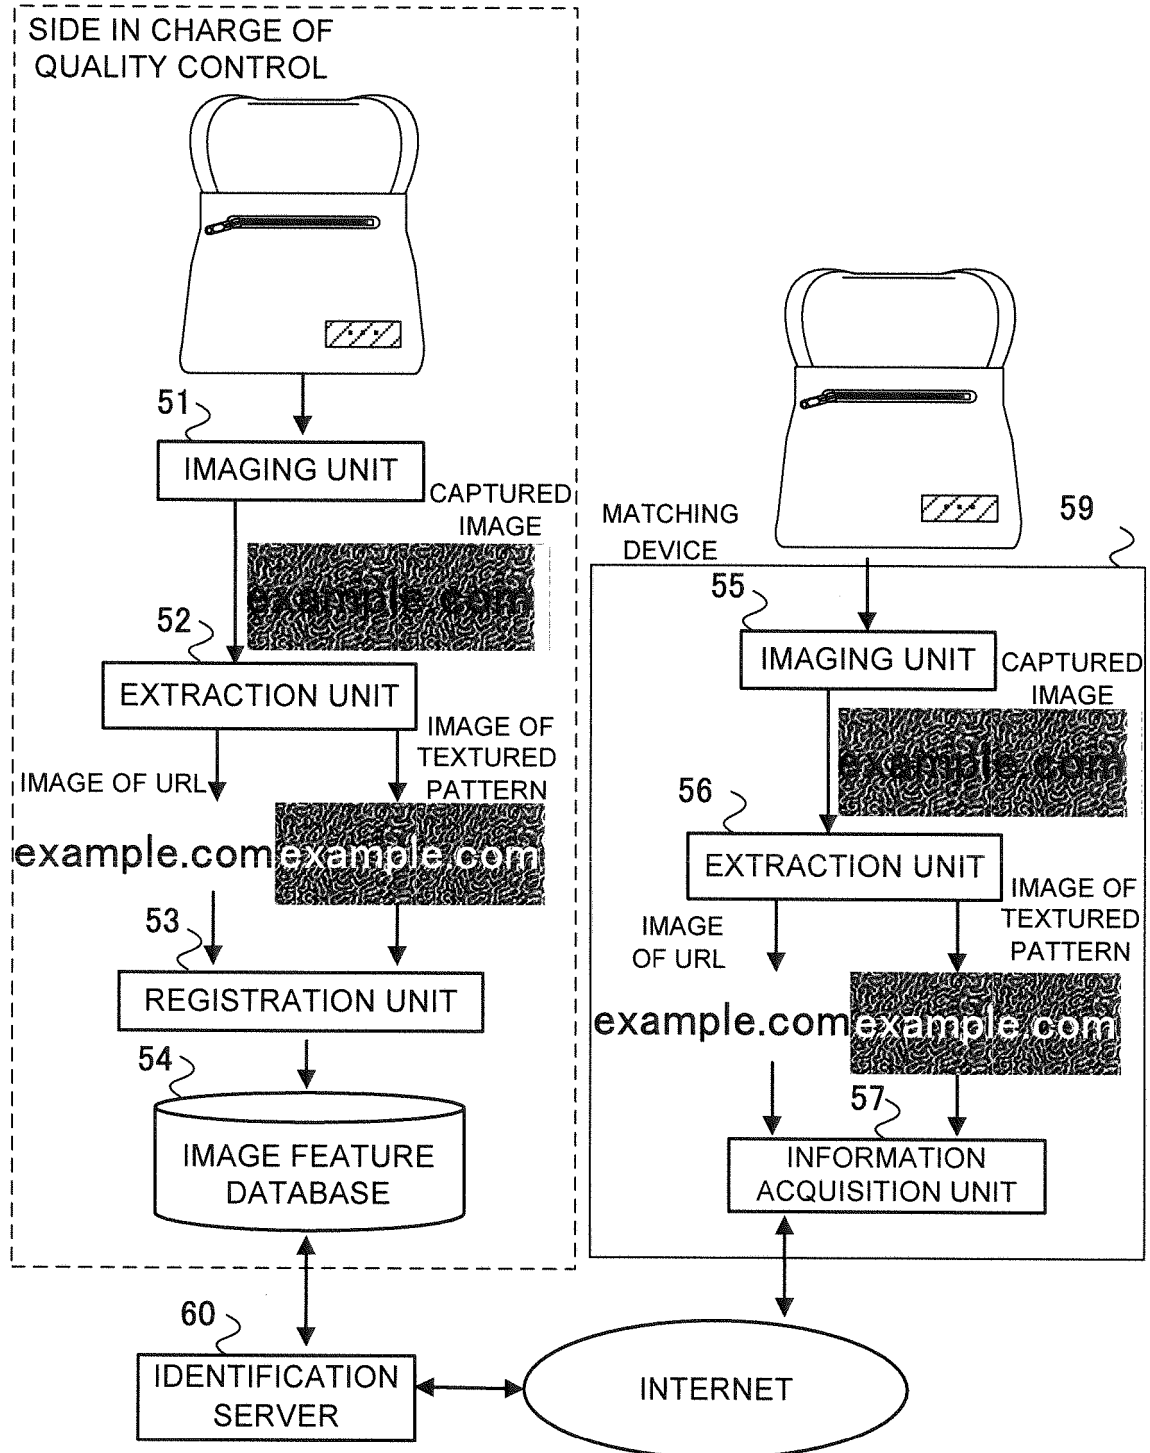 SIDE IN CHARGE OF
QUALITY CONTROL
51
IMAGING UNIT
CAPTURED
IMAGE
example.com
52
EXTRACTION UNIT
IMAGE OF URL
IMAGE OF
TEXTURED
PATTERN
example.com
example.com
53
REGISTRATION UNIT
54
IMAGE FEATURE
DATABASE
60
IDENTIFICATION
SERVER
INTERNET
MATCHING
DEVICE
59
55
IMAGING UNIT
CAPTURED
IMAGE
example.com
56
EXTRACTION UNIT
IMAGE
OF URL
IMAGE OF
TEXTURED
PATTERN
example.com
example.com
57
INFORMATION
ACQUISITION UNIT